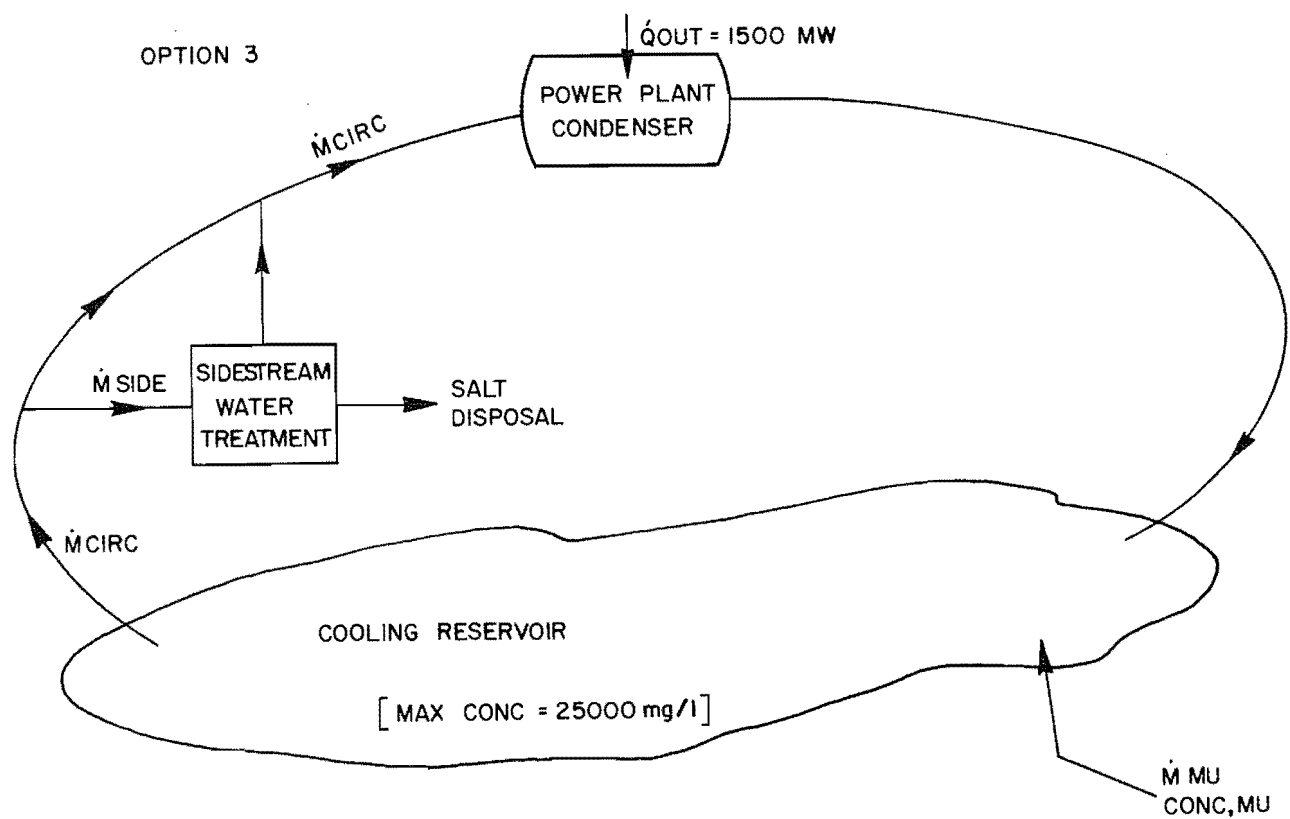 OPTION 3
Q̇OUT = 1500 MW
POWER PLANT
CONDENSER
ṀCIRC
Ṁ SIDE
SIDESTREAM
WATER
TREATMENT
SALT
DISPOSAL
ṀCIRC
COOLING RESERVOIR
[MAX CONC = 25000 mg/l]
Ṁ MU
CONC, MU